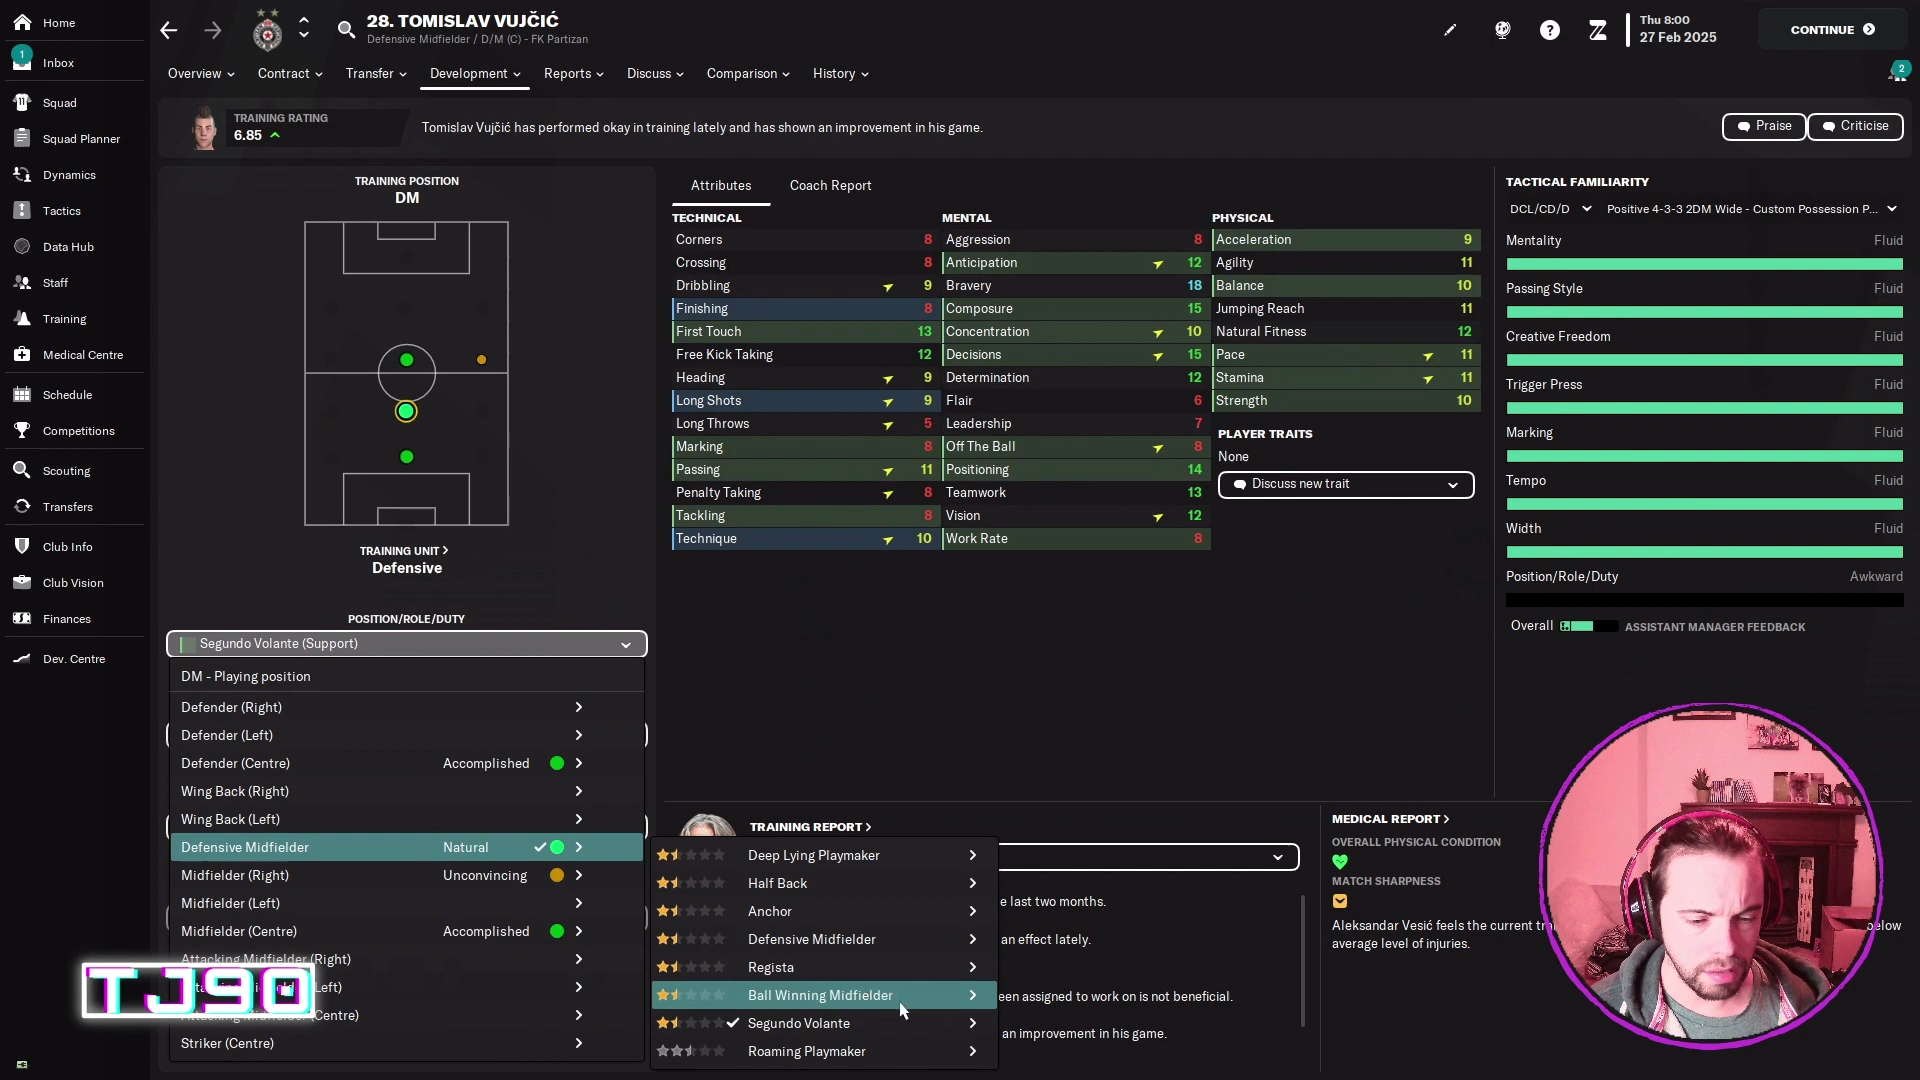 Home
1
Inbox
Squad
Squad Planner
Dynamics
Tactics
Data Hub
Staff
Training
Medical Centre
Schedule
Competitions
Scouting
Transfers
Club Info
Club Vision
Finances
Dev. Centre
28. TOMISLAV VUJČIĆ
Defensive Midfielder / D/M (C) - FK Partizan
Thu 8:00
27 Feb 2025
CONTINUE
2
Overview
Contract
Transfer
Development
Reports
Discuss
Comparison
History
TRAINING RATING
6.85
Tomislav Vujčić has performed okay in training lately and has shown an improvement in his game.
Praise
Criticise
TRAINING POSITION
DM
TRAINING UNIT
Defensive
POSITION/ROLE/DUTY
Segundo Volante (Support)
DM - Playing position
Defender (Right)
Defender (Left)
Defender (Centre) Accomplished
Wing Back (Right)
Wing Back (Left)
Defensive Midfielder Natural
Midfielder (Right) Unconvincing
Midfielder (Left)
Midfielder (Centre) Accomplished
Attacking Midfielder (Right)
(Left)
Attacking Midfielder (Centre)
Striker (Centre)
TJ90
Deep Lying Playmaker
Half Back
Anchor
Defensive Midfielder
Regista
Ball Winning Midfielder
Segundo Volante
Roaming Playmaker
Attributes
Coach Report
TECHNICAL
Corners 8
Crossing 8
Dribbling 9
Finishing 8
First Touch 13
Free Kick Taking 12
Heading 9
Long Shots 9
Long Throws 5
Marking 8
Passing 11
Penalty Taking 8
Tackling 8
Technique 10
MENTAL
Aggression 8
Anticipation 12
Bravery 18
Composure 15
Concentration 10
Decisions 15
Determination 12
Flair 6
Leadership 7
Off The Ball 8
Positioning 14
Teamwork 13
Vision 12
Work Rate 8
PHYSICAL
Acceleration 9
Agility 11
Balance 10
Jumping Reach 11
Natural Fitness 12
Pace 11
Stamina 11
Strength 10
PLAYER TRAITS
None
Discuss new trait
TACTICAL FAMILIARITY
DCL/CD/D
Positive 4-3-3 2DM Wide - Custom Possession P...
Mentality Fluid
Passing Style Fluid
Creative Freedom Fluid
Trigger Press Fluid
Marking Fluid
Tempo Fluid
Width Fluid
Position/Role/Duty Awkward
Overall
ASSISTANT MANAGER FEEDBACK
TRAINING REPORT
e last two months.
an effect lately.
een assigned to work on is not beneficial.
an improvement in his game.
MEDICAL REPORT
OVERALL PHYSICAL CONDITION
MATCH SHARPNESS
Aleksandar Vesić feels the current below
average level of injuries.